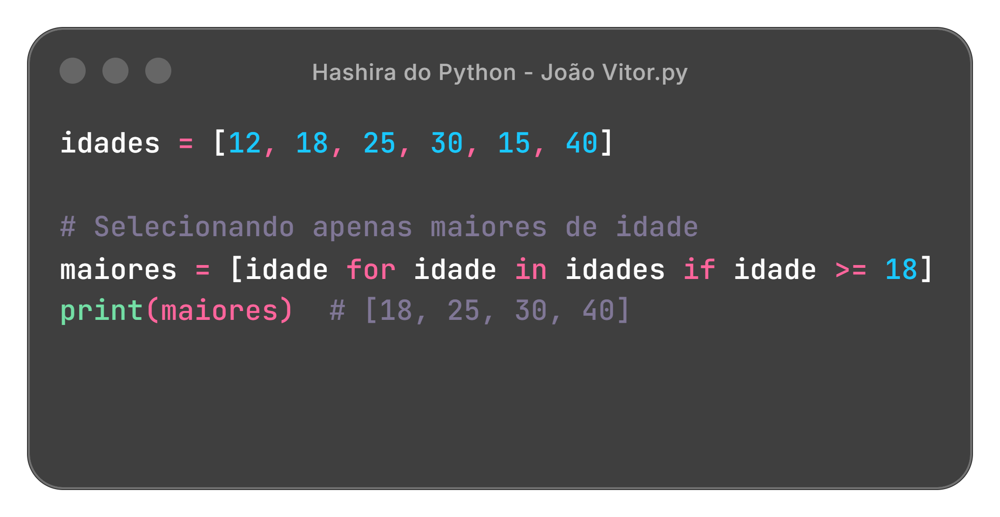 Hashira do Python - João Vitor.py
idades = [12, 18, 25, 30, 15, 40]
# Selecionando apenas maiores de idade
maiores = [idade for idade in idades if idade >= 18]
print(maiores)  # [18, 25, 30, 40]